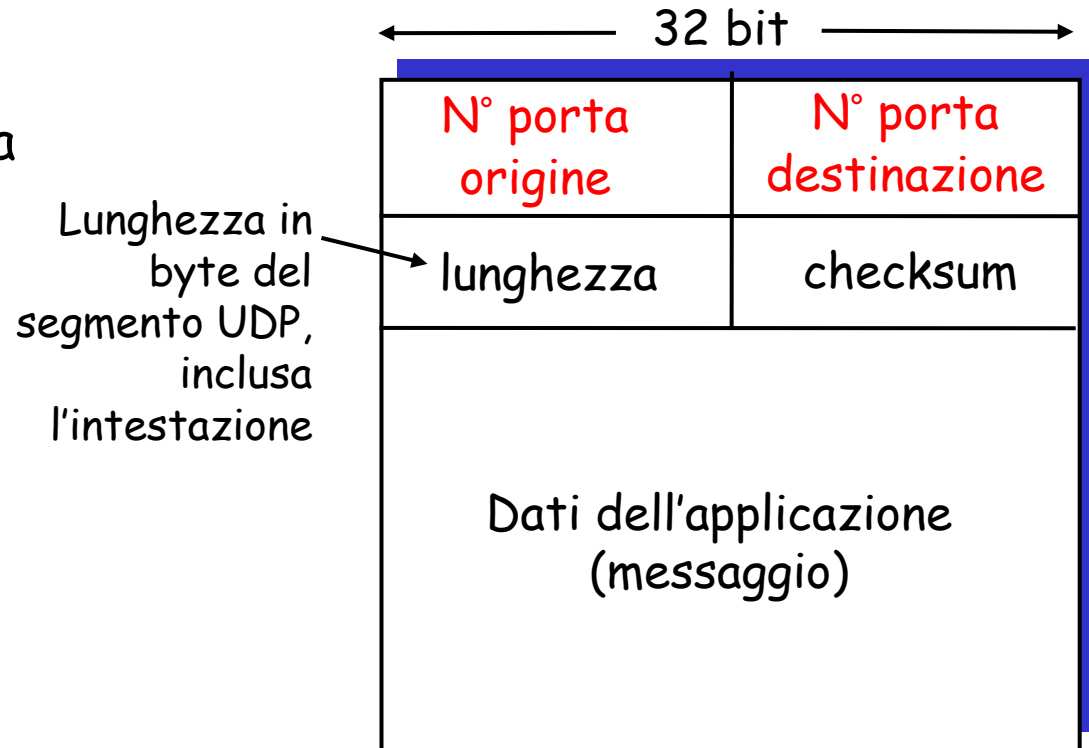 32 bit
N° porta
origine
N° porta
destinazione
a
Lunghezza in
byte del
segmento UDP,
inclusa
l'intestazione
lunghezza
checksum
Dati dell'applicazione
(messaggio)